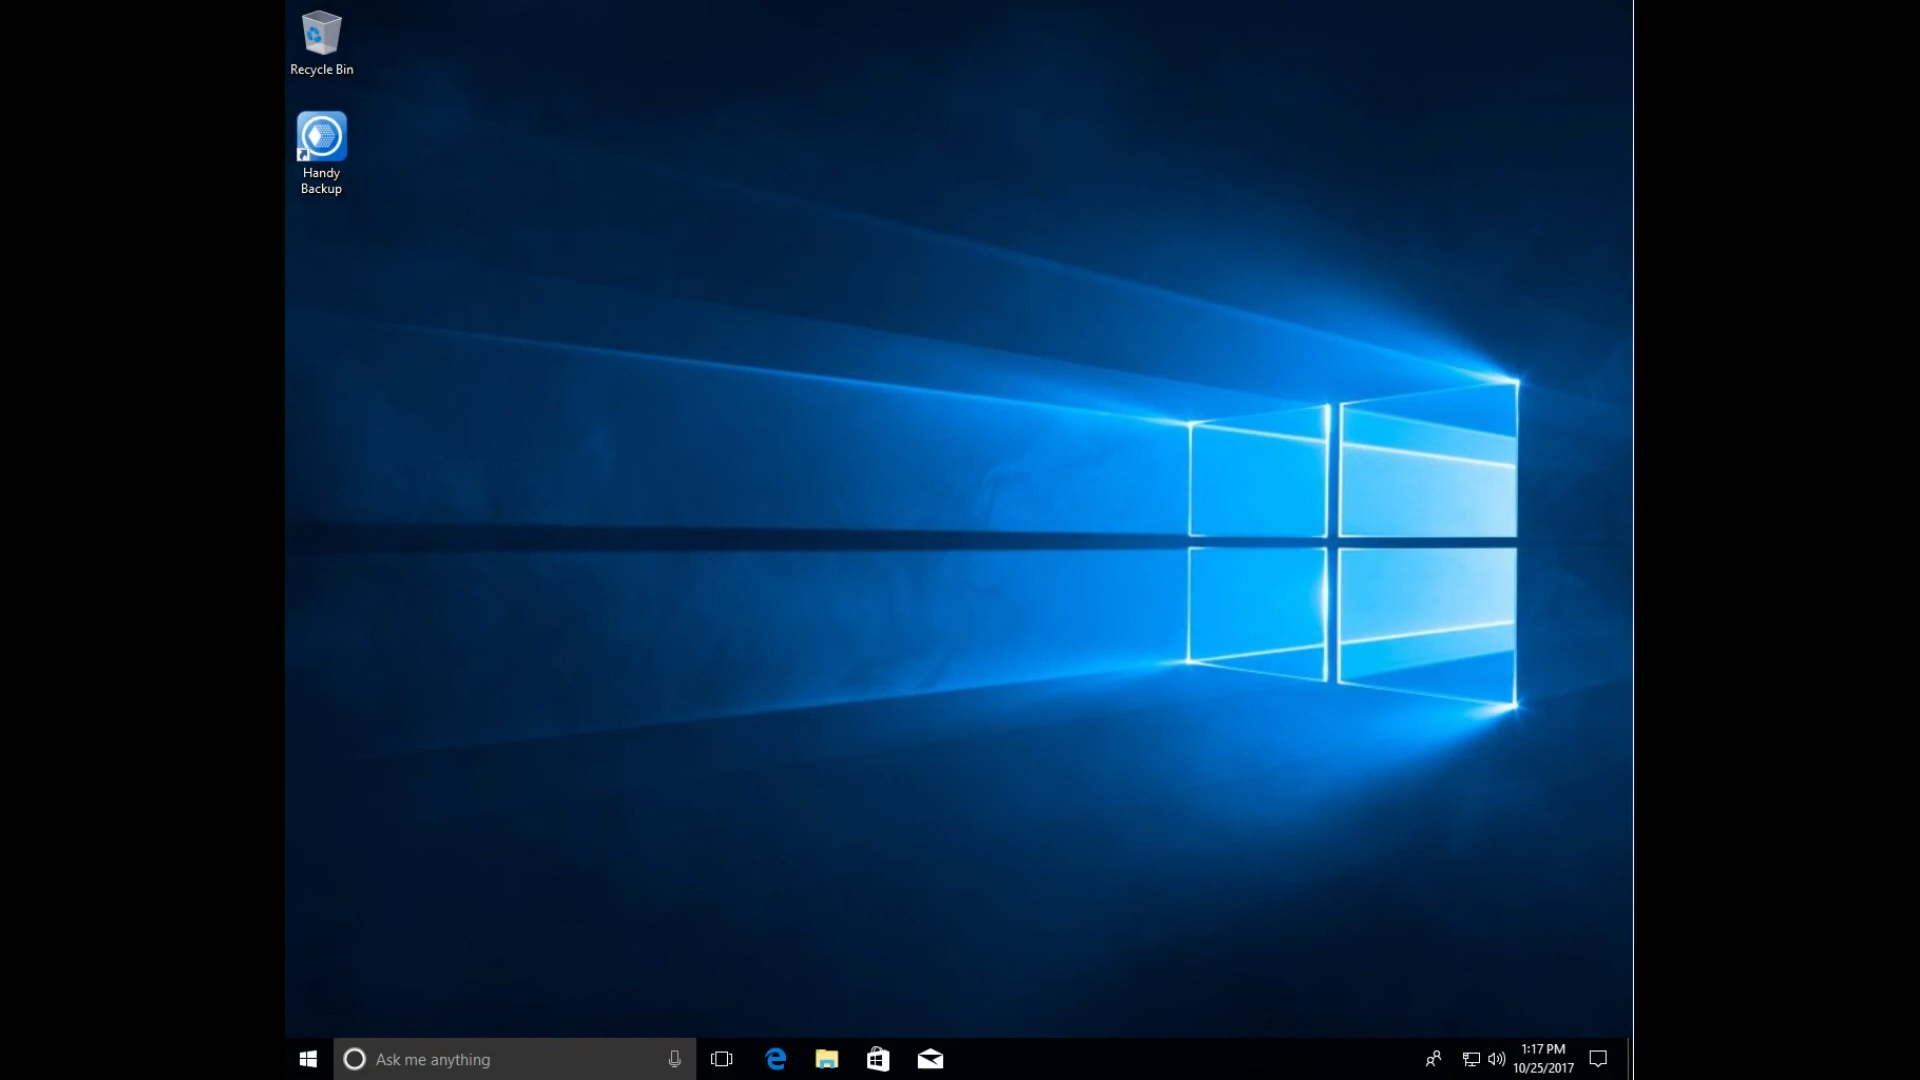 Recycle Bin
Handy
Backup
Ask me anything
1:17 PM
10/25/2017